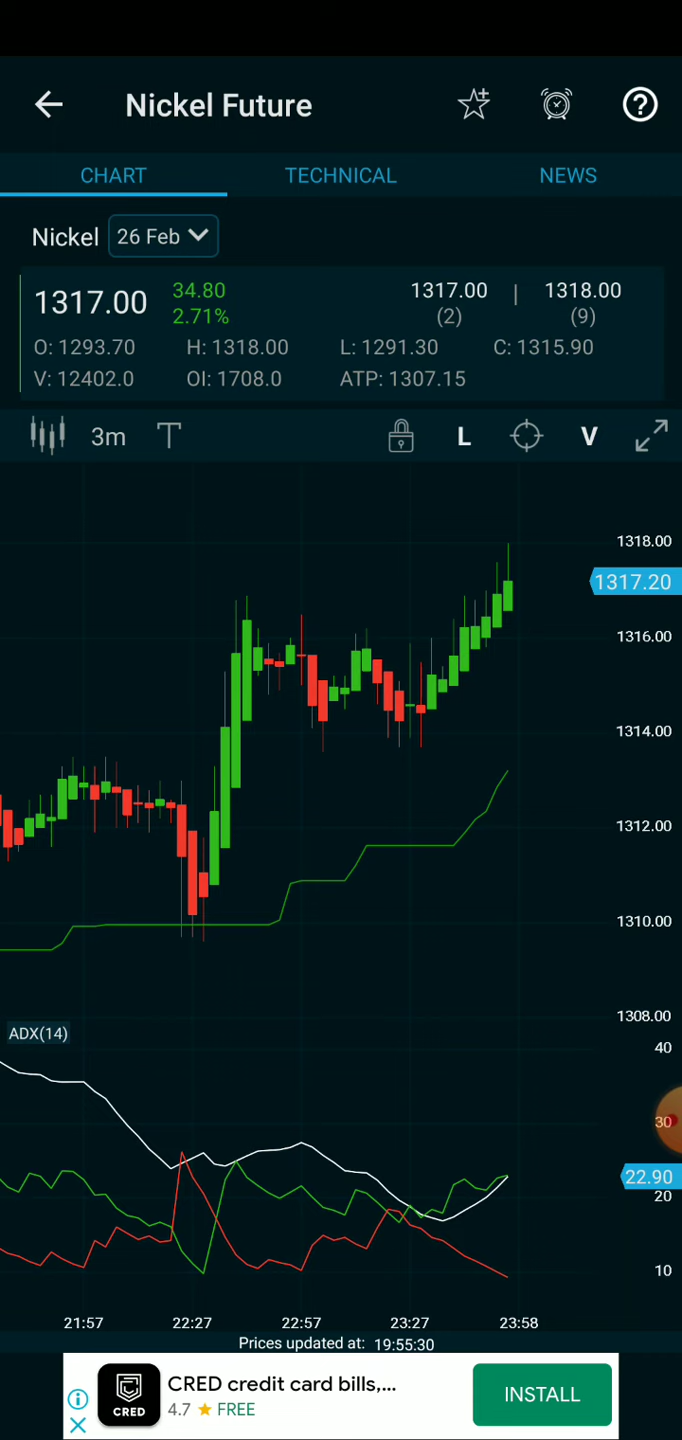 Nickel Future
CHART TECHNICAL NEWS
Nickel 26 Feb
1317.00 34.80 2.71% 1317.00 (2) | 1318.00 (9)
O: 1293.70 H: 1318.00 L: 1291.30 C: 1315.90
V: 12402.0 OI: 1708.0 ATP: 1307.15
3m T L V
1318.00
1317.20
1316.00
1314.00
1312.00
1310.00
1308.00
ADX(14)
40
30
22.90
20
10
21:57 22:27 22:57 23:27 23:58
Prices updated at: 19:55:30
CRED
CRED credit card bills,...
4.7 FREE
INSTALL